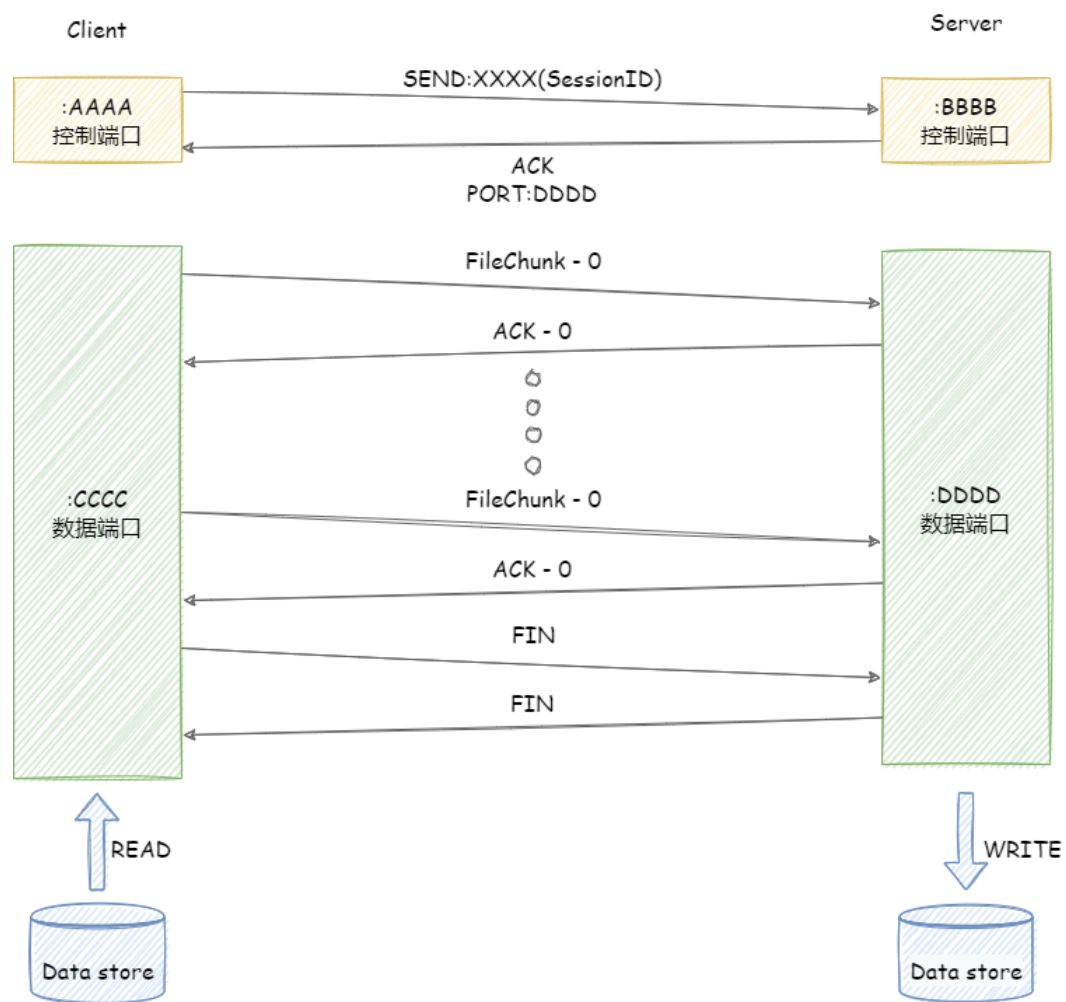 Client
Server
SEND:XXXX(SessionID)
:AAAA
控制端口
:BBBB
控制端口
ACK
PORT:DDDD
FileChunk - 0
ACK - 0
FileChunk - 0
:CCCC
数据端口
:DDDD
数据端口
ACK - 0
FIN
FIN
READ
WRITE
Data store
Data store